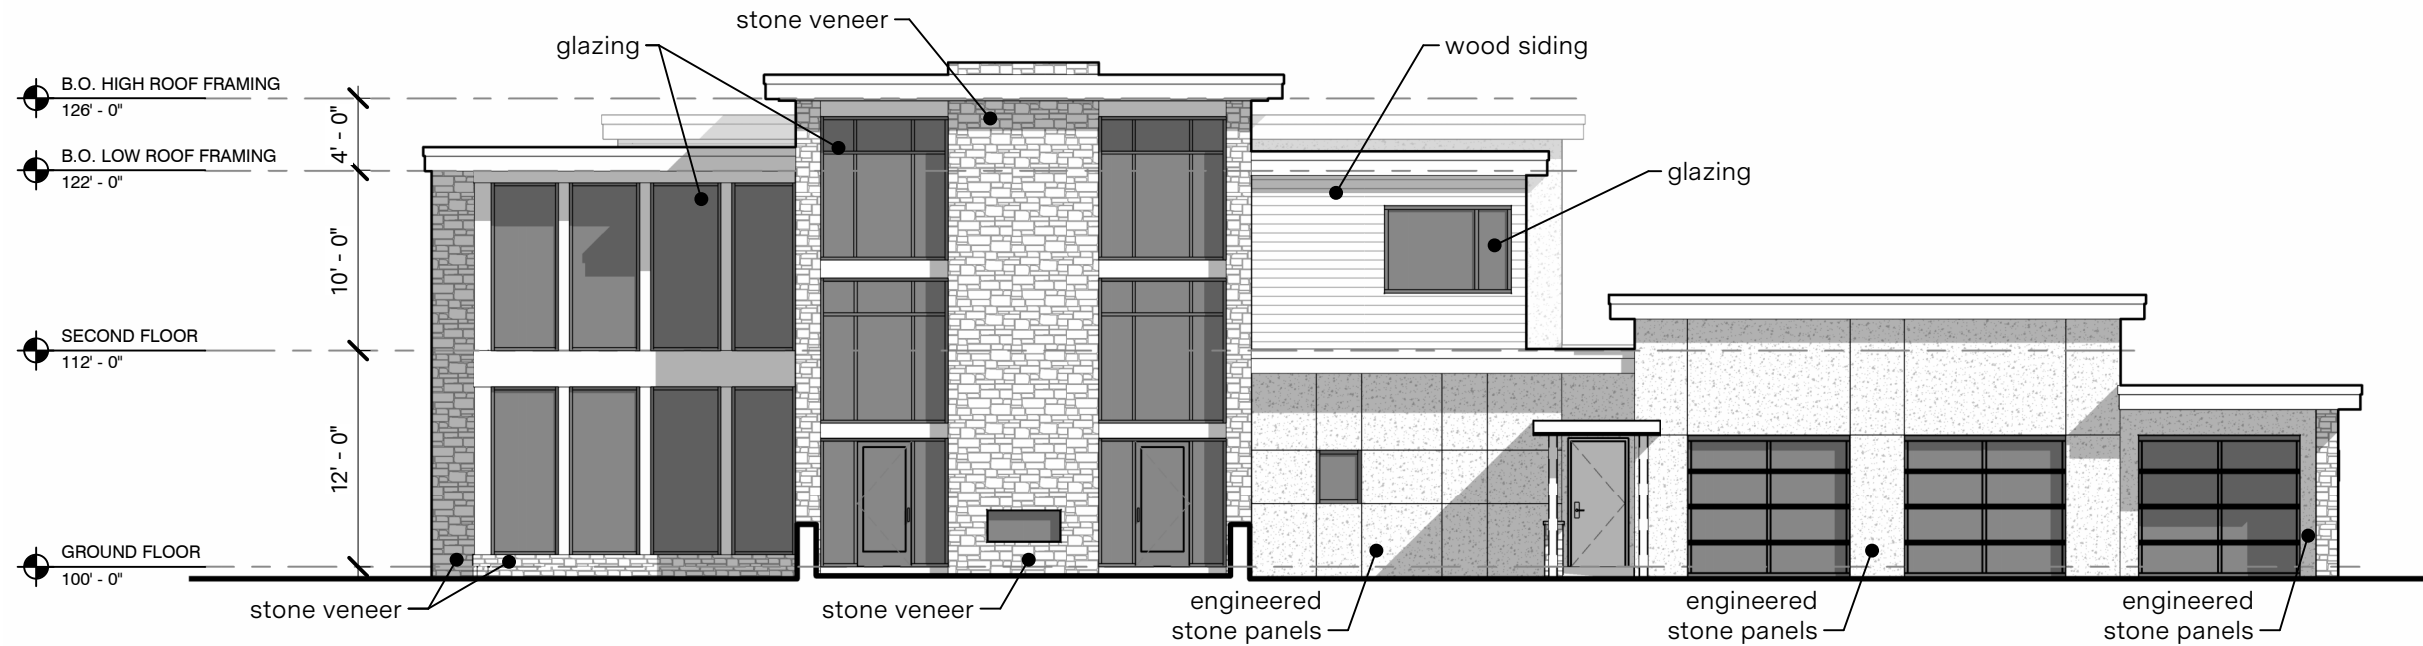 stone veneer
glazing
wood siding
B.O. HIGH ROOF FRAMING
126' - 0"
4' - 0"
B.O. LOW ROOF FRAMING
122' - 0"
glazing
10' - 0"
SECOND FLOOR
112' - 0"
12' - 0"
GROUND FLOOR
100' - 0"
stone veneer
stone veneer
engineered
stone panels
engineered
stone panels
engineered
stone panels